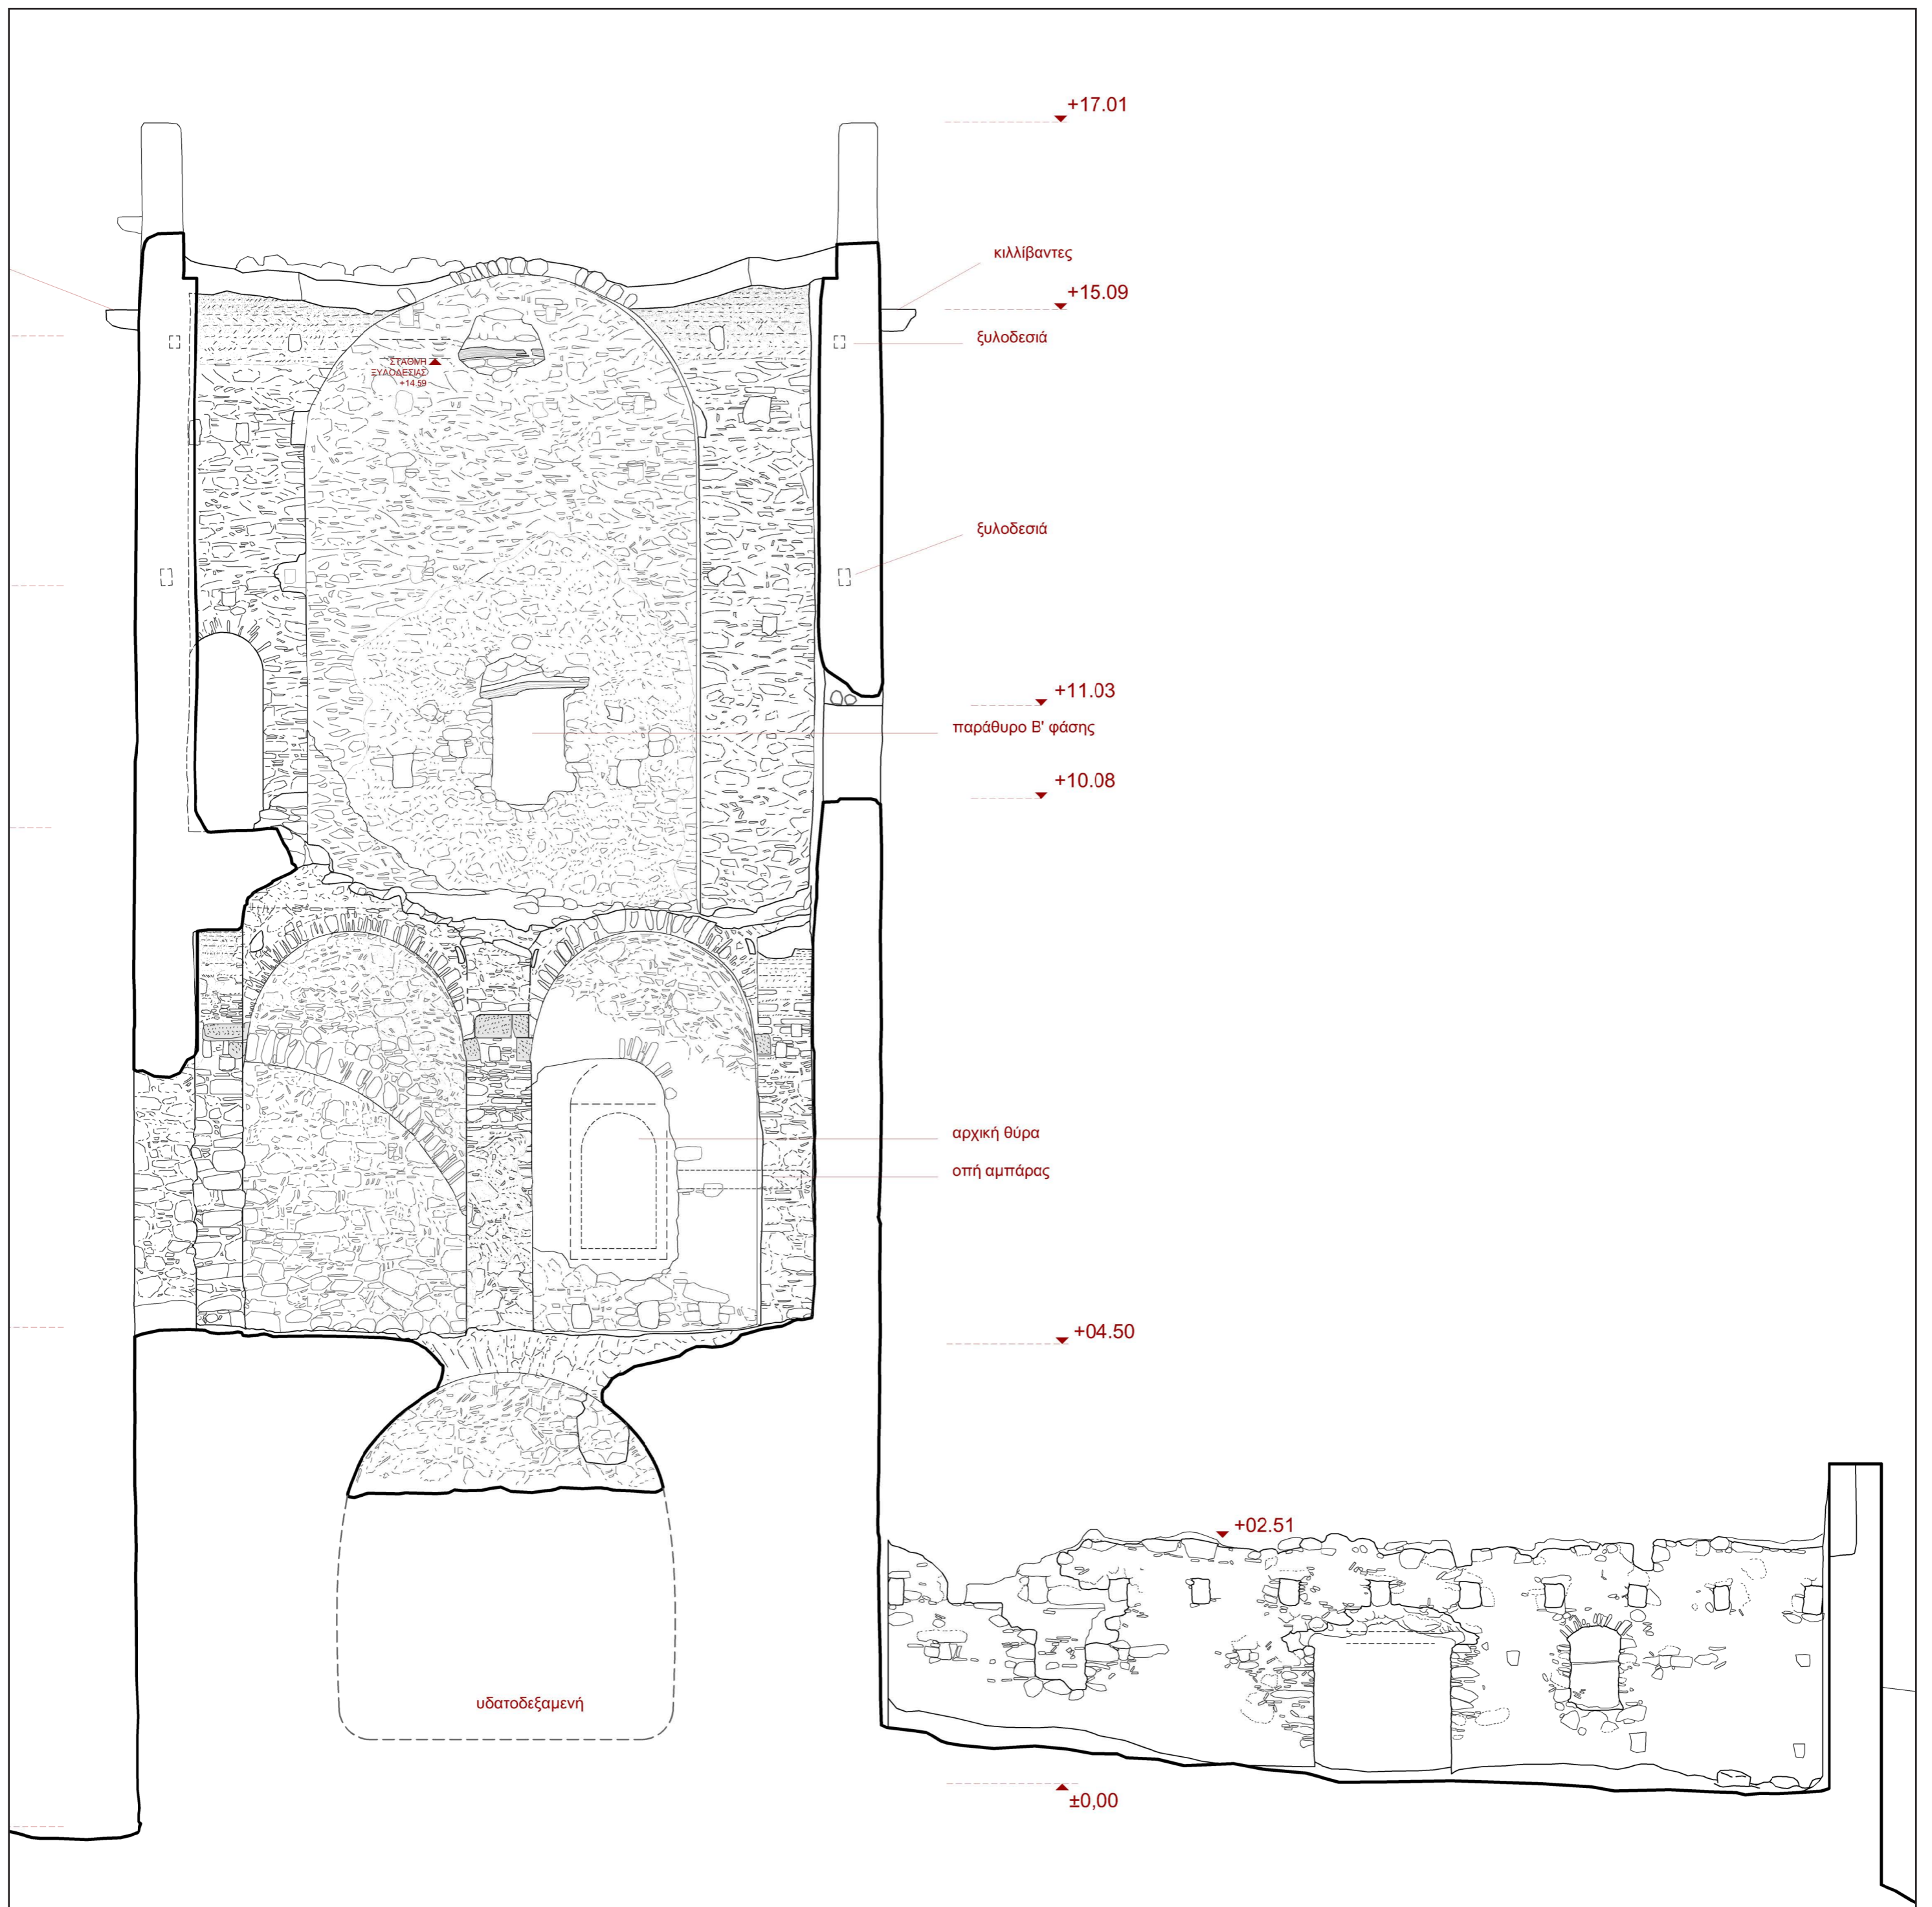 +17.01
κιλλίβαντες
+15.09
ξυλοδεσιά
ΣΤΑΘΜΗ
ΞΥΛΟΔΕΣΙΑΣ
+14.59
ξυλοδεσιά
+11.03
παράθυρο Β' φάσης
+10.08
αρχική θύρα
οπή αμπάρας
+04.50
+02.51
υδατοδεξαμενή
±0,00